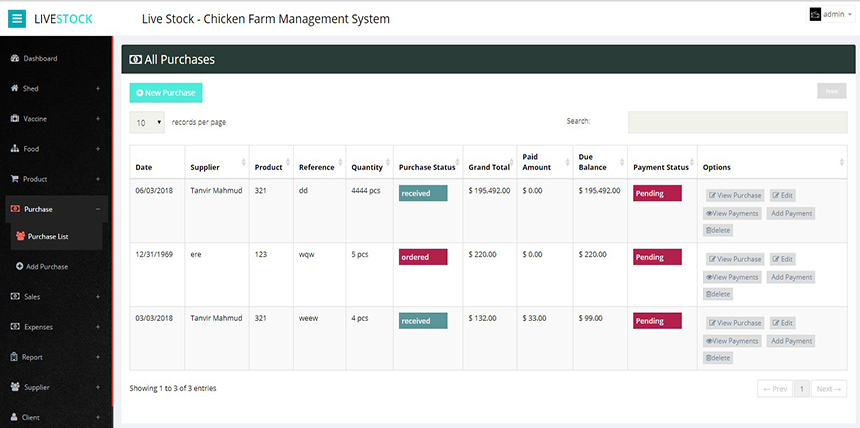 LIVESTOCK
Live Stock - Chicken Farm Management System
admin
Dashboard
Shed +
Vaccine +
Food +
Product +
Purchase −
Purchase List
Add Purchase
Sales +
Expenses +
Report +
Supplier +
Client +
All Purchases
New Purchase
Print
10 records per page
Search:
Date Supplier Product Reference Quantity Purchase Status Grand Total Paid Amount Due Balance Payment Status Options
06/03/2018 Tanvir Mahmud 321 dd 4444 pcs received $ 195,492.00 $ 0.00 $ 195,492.00 Pending View Purchase Edit
View Payments Add Payment
delete
12/31/1969 ere 123 wqw 5 pcs ordered $ 220.00 $ 0.00 $ 220.00 Pending View Purchase Edit
View Payments Add Payment
delete
03/03/2018 Tanvir Mahmud 321 weew 4 pcs received $ 132.00 $ 33.00 $ 99.00 Pending View Purchase Edit
View Payments Add Payment
delete
Showing 1 to 3 of 3 entries
← Prev 1 Next →